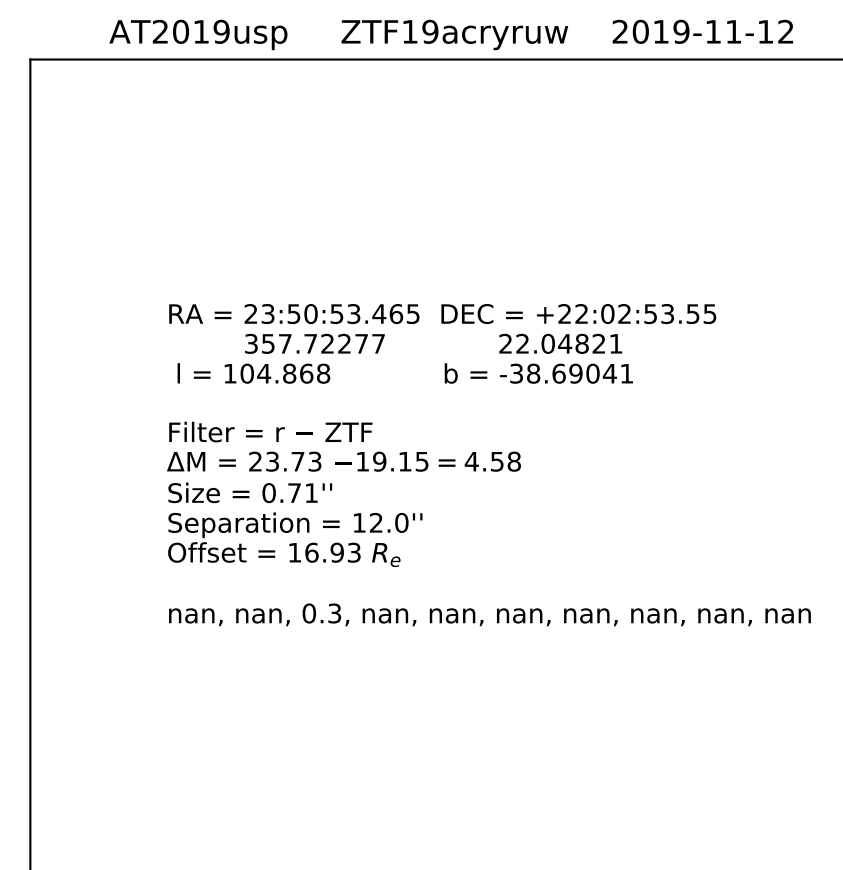 AT2019usp ZTF19acryruw 2019-11-12
RA = 23:50:53.465 DEC = +22:02:53.55
357.72277 22.04821
l = 104.868 b = -38.69041
Filter = r − ZTF
ΔM = 23.73 −19.15 = 4.58
Size = 0.71''
Separation = 12.0''
Offset = 16.93 Re
nan, nan, 0.3, nan, nan, nan, nan, nan, nan, nan